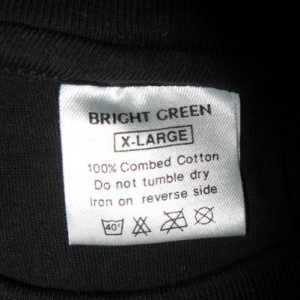 BRIGHT GREEN
X-LARGE
100% Combed Cotton
Do not tumble dry
Iron on reverse side
40°